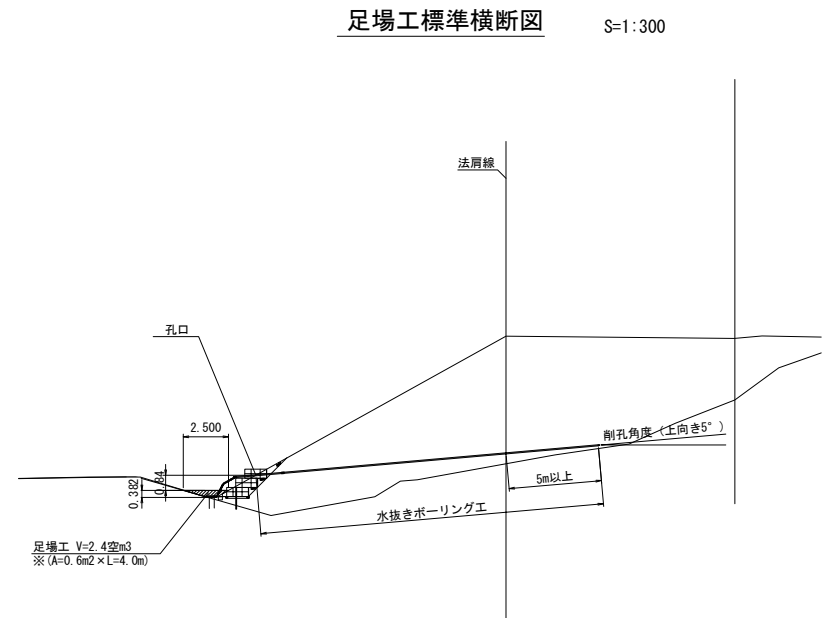 足場工標準横断図
S=1:300
法肩線
孔口
2.500
削孔角度（上向き5°）
0.84
0.382
5m以上
水抜きボーリング工
足場工 V=2.4空m3
※(A=0.6m2×L=4.0m)